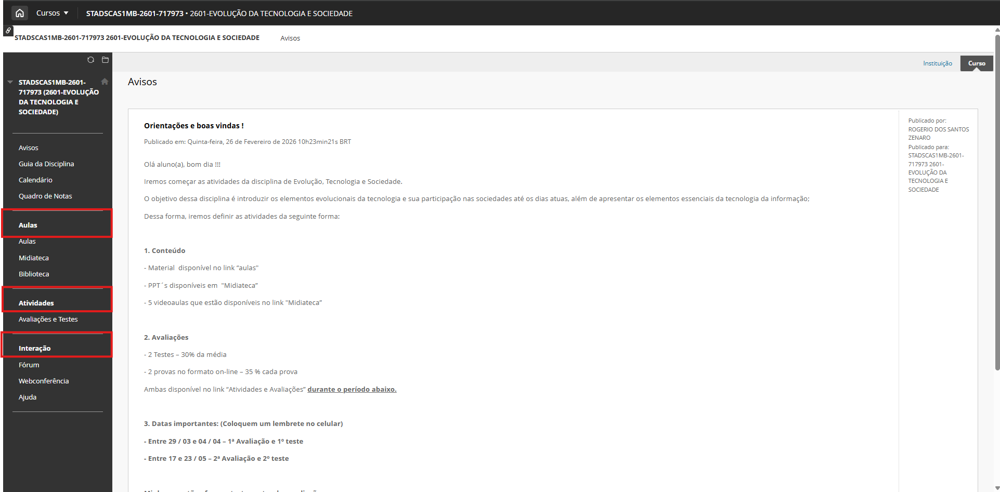 Cursos
STADSCAS1MB-2601-717973 • 2601-EVOLUÇÃO DA TECNOLOGIA E SOCIEDADE
STADSCAS1MB-2601-717973 2601-EVOLUÇÃO DA TECNOLOGIA E SOCIEDADE
Avisos
STADSCAS1MB-2601-
717973 (2601-EVOLUÇÃO
DA TECNOLOGIA E
SOCIEDADE)
Avisos
Guia da Disciplina
Calendário
Quadro de Notas
Aulas
Aulas
Midiateca
Biblioteca
Atividades
Avaliações e Testes
Interação
Fórum
Webconferência
Ajuda
Instituição
Curso
Avisos
Orientações e boas vindas !
Publicado em: Quinta-feira, 26 de Fevereiro de 2026 10h23min21s BRT
Olá aluno(a), bom dia !!!
Iremos começar as atividades da disciplina de Evolução, Tecnologia e Sociedade.
O objetivo dessa disciplina é introduzir os elementos evolucionais da tecnologia e sua participação nas sociedades até os dias atuas, além de apresentar os elementos essenciais da tecnologia da informação;
Dessa forma, iremos definir as atividades da seguinte forma:
1. Conteúdo
- Material  disponível no link “aulas"
- PPT´s disponíveis em  "Midiateca”
- 5 videoaulas que estão disponíveis no link "Midiateca”
2. Avaliações
- 2 Testes – 30% da média
- 2 provas no formato on-line – 35 % cada prova
Ambas disponível no link “Atividades e Avaliações” durante o período abaixo.
3. Datas importantes: (Coloquem um lembrete no celular)
- Entre 29 / 03 e 04 / 04 – 1ª Avaliação e 1º teste
- Entre 17 e 23 / 05 – 2ª Avaliação e 2º teste
Publicado por:
ROGERIO DOS SANTOS
ZENARO
Publicado para:
STADSCAS1MB-2601-
717973 2601-
EVOLUÇÃO DA
TECNOLOGIA E
SOCIEDADE